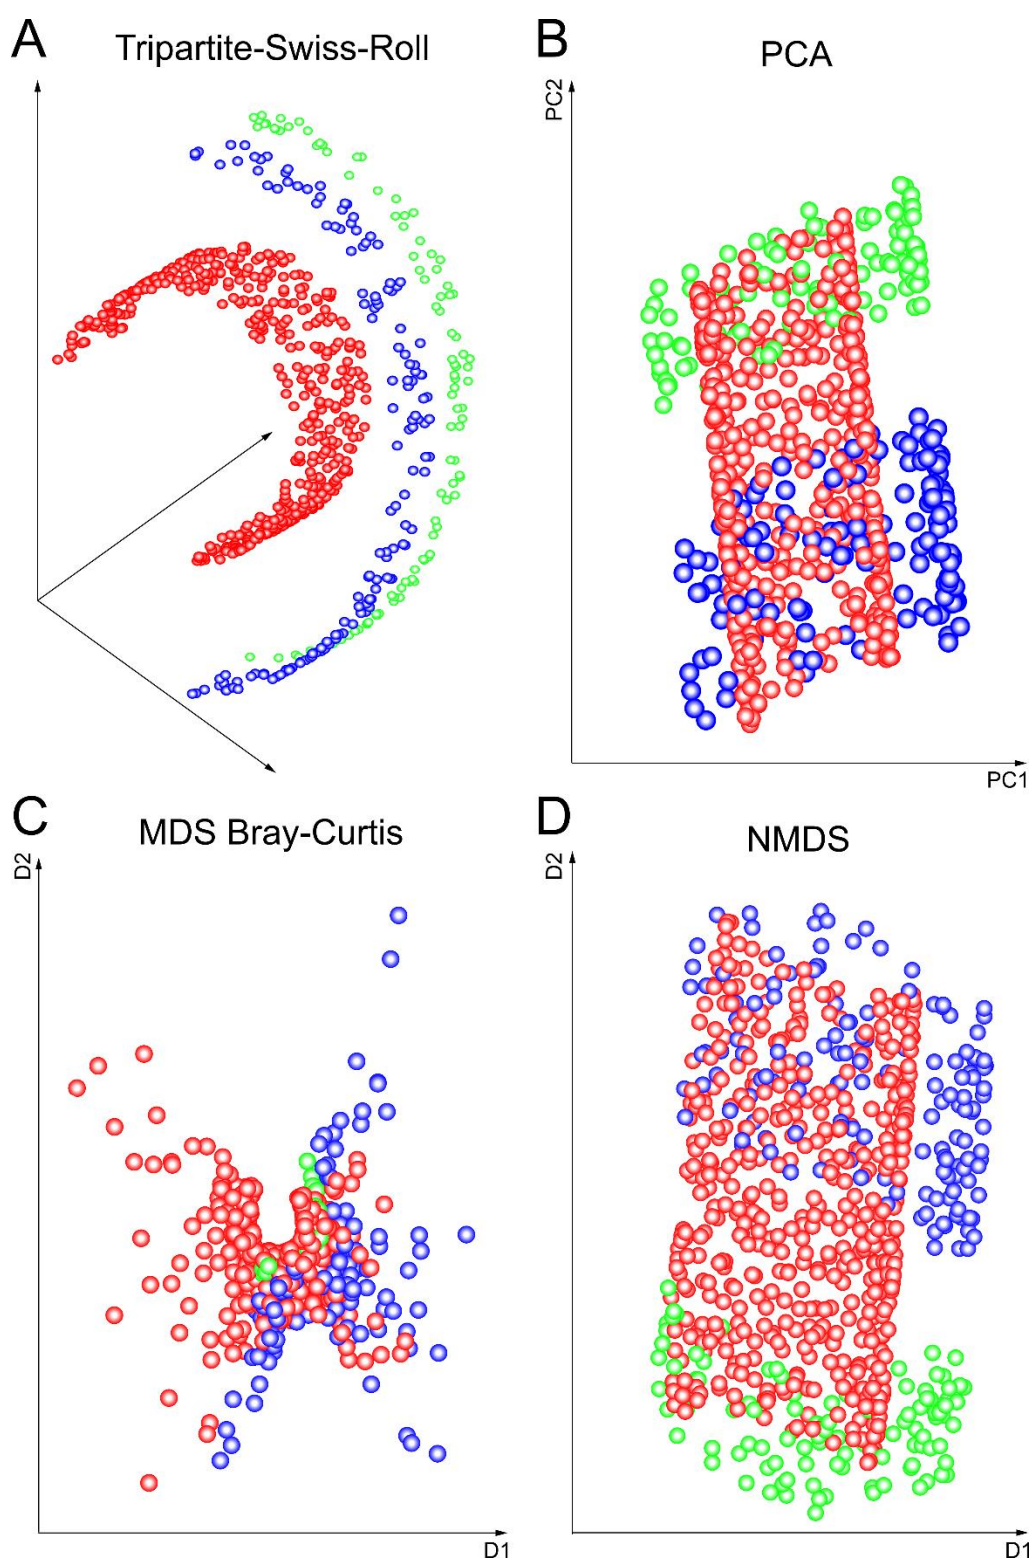 A
Tripartite-Swiss-Roll
B
PCA
PC2
PC1
C
MDS Bray-Curtis
D2
D1
D
NMDS
D2
D1